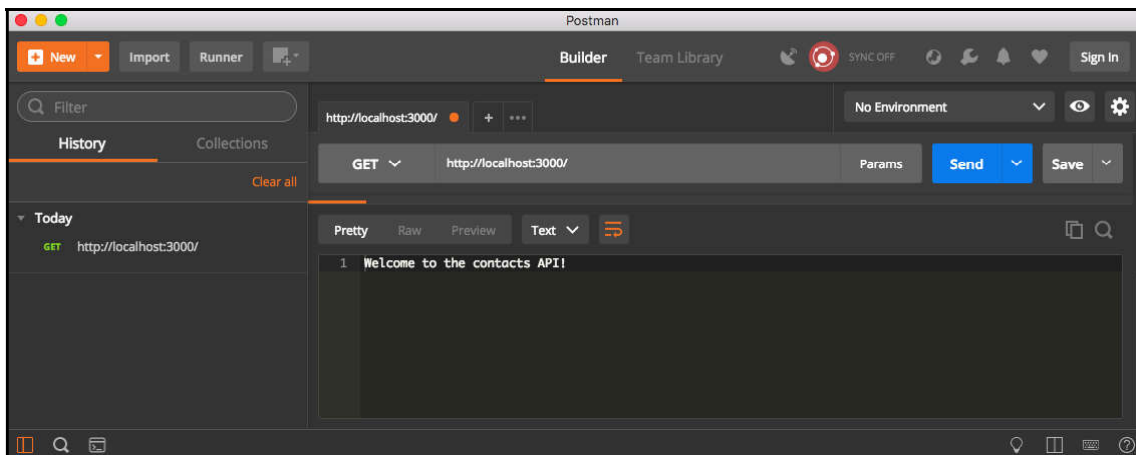 Postman
New Import Runner Builder Team Library SYNC OFF Sign In
Filter
http://localhost:3000/ No Environment
History Collections
GET http://localhost:3000/ Params Send Save
Clear all
Today
GET http://localhost:3000/
Pretty Raw Preview Text
1 Welcome to the contacts API!